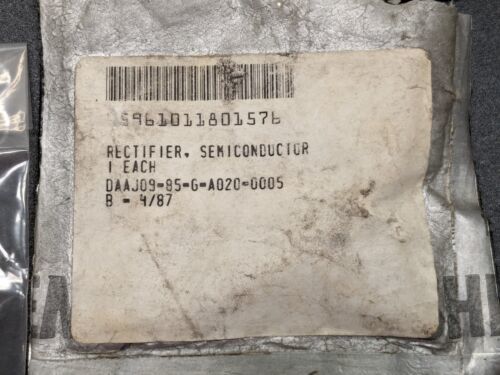 5961011801576
RECTIFIER, SEMICONDUCTOR
1 EACH
DAAJ09-85-G-A020-0005
B - 4/87